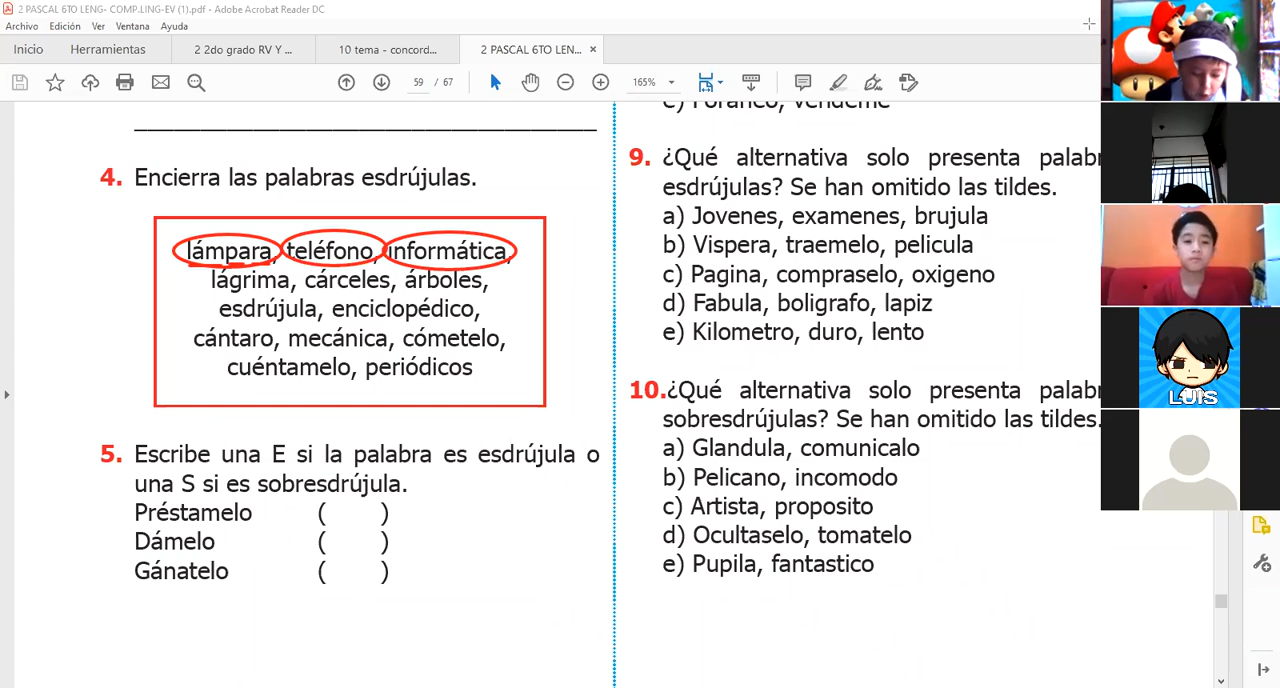 2 PASCAL 6TO LENG- COMP.LING-EV (1).pdf - Adobe Acrobat Reader DC
Archivo Edición Ver Ventana Ayuda
Inicio Herramientas 2 2do grado RV Y ... 10 tema - concord... 2 PASCAL 6TO LEN... ×
59 / 67 165%
4. Encierra las palabras esdrújulas.
lámpara, teléfono, informática,
lágrima, cárceles, árboles,
esdrújula, enciclopédico,
cántaro, mecánica, cómetelo,
cuéntamelo, periódicos
5. Escribe una E si la palabra es esdrújula o
una S si es sobresdrújula.
Préstamelo ( )
Dámelo ( )
Gánatelo ( )
9. ¿Qué alternativa solo presenta palabr
esdrújulas? Se han omitido las tildes.
a) Jovenes, examenes, brujula
b) Vispera, traemelo, pelicula
c) Pagina, compraselo, oxigeno
d) Fabula, boligrafo, lapiz
e) Kilometro, duro, lento
10.¿Qué alternativa solo presenta palabr
sobresdrújulas? Se han omitido las tildes.
a) Glandula, comunicalo
b) Pelicano, incomodo
c) Artista, proposito
d) Ocultaselo, tomatelo
e) Pupila, fantastico
LUIS